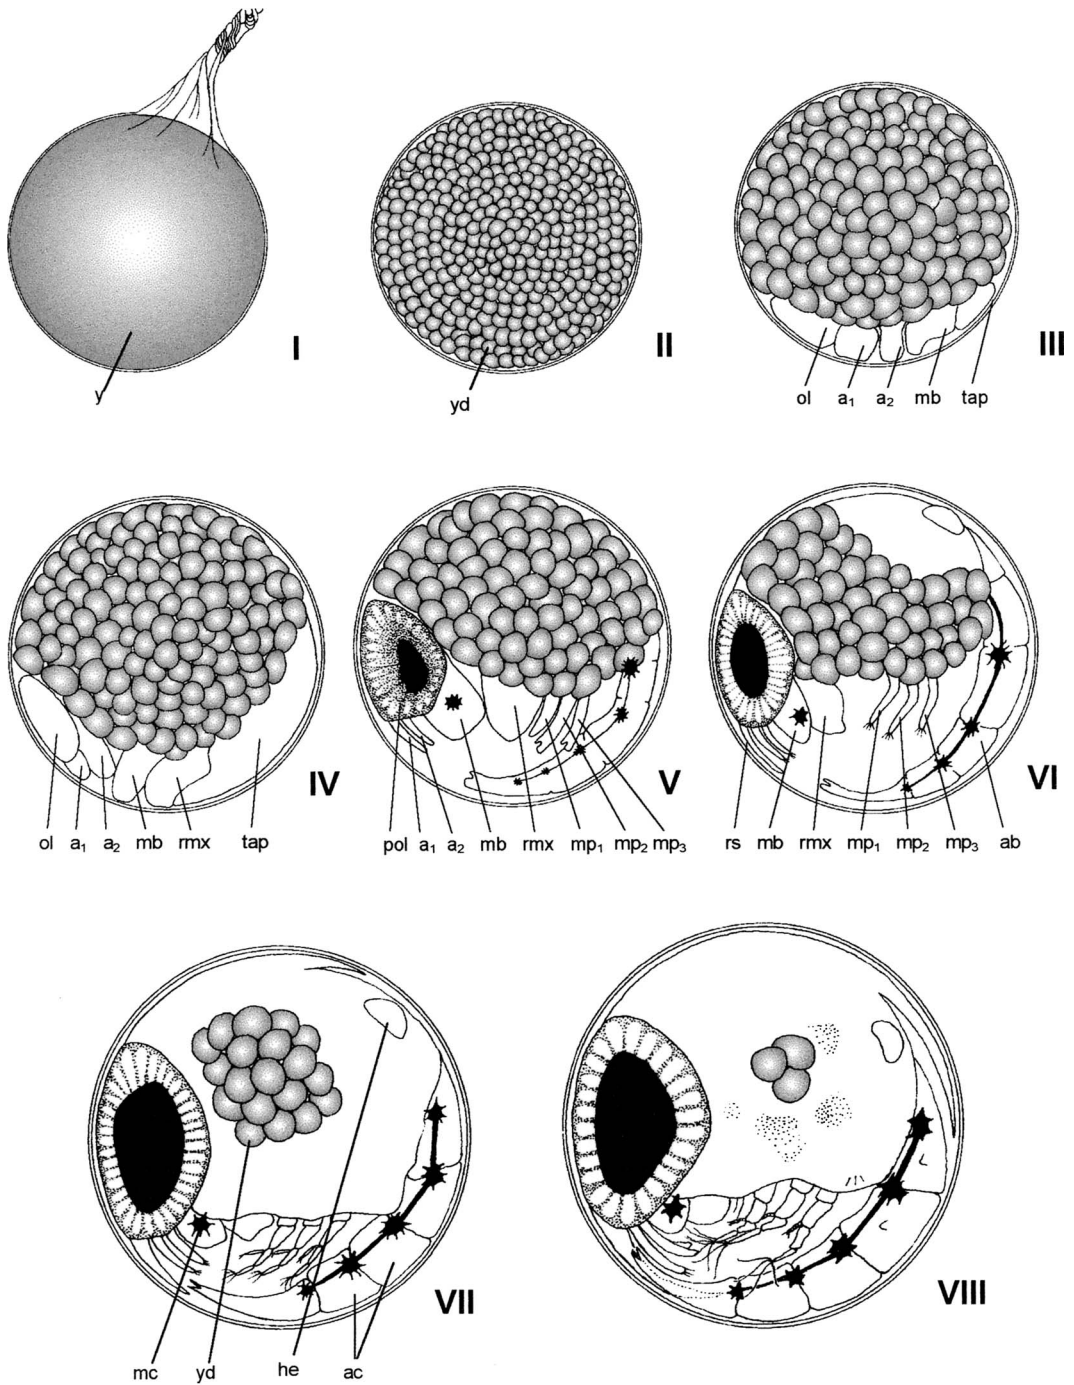 I
II
III
y
yd
ol a₁ a₂ mb tap
IV
V
VI
ol a₁ a₂ mb rmx tap
pol a₁ a₂ mb rmx mp₁ mp₂ mp₃
rs mb rmx mp₁ mp₂ mp₃ ab
VII
VIII
mc yd he ac